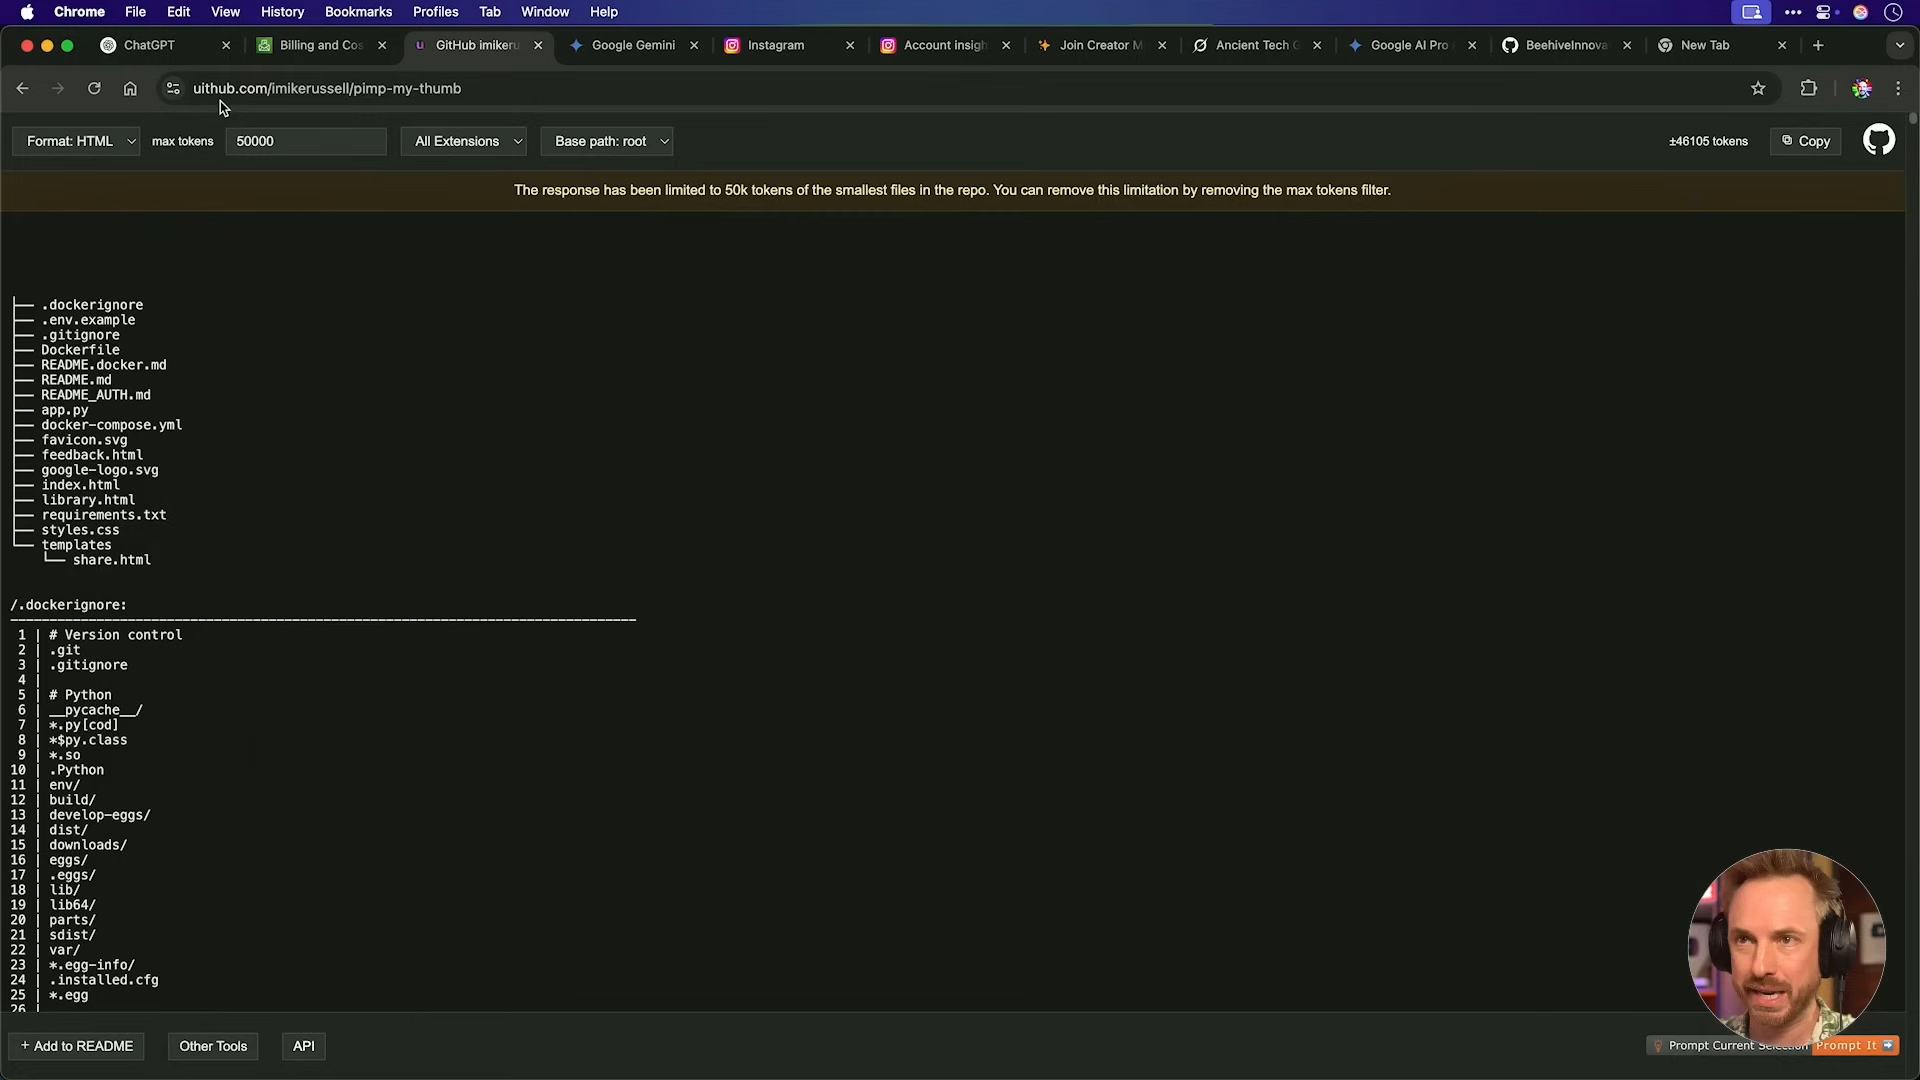 Chrome File Edit View History Bookmarks Profiles Tab Window Help
ChatGPT Billing and Cos GitHub imikeru Google Gemini Instagram Account insigh Join Creator M Ancient Tech Google AI Pro BeehiveInnova New Tab
uithub.com/imikerussell/pimp-my-thumb
Format: HTML max tokens 50000 All Extensions Base path: root ±46105 tokens Copy
The response has been limited to 50k tokens of the smallest files in the repo. You can remove this limitation by removing the max tokens filter.
├── .dockerignore
├── .env.example
├── .gitignore
├── Dockerfile
├── README.docker.md
├── README.md
├── README_AUTH.md
├── app.py
├── docker-compose.yml
├── favicon.svg
├── feedback.html
├── google-logo.svg
├── index.html
├── library.html
├── requirements.txt
├── styles.css
└── templates
└── share.html
/.dockerignore:
1 | # Version control
2 | .git
3 | .gitignore
4 |
5 | # Python
6 | __pycache__/
7 | *.py[cod]
8 | *$py.class
9 | *.so
10 | .Python
11 | env/
12 | build/
13 | develop-eggs/
14 | dist/
15 | downloads/
16 | eggs/
17 | .eggs/
18 | lib/
19 | lib64/
20 | parts/
21 | sdist/
22 | var/
23 | *.egg-info/
24 | .installed.cfg
25 | *.egg
26 |
+ Add to README Other Tools API Prompt Current Selection Prompt It